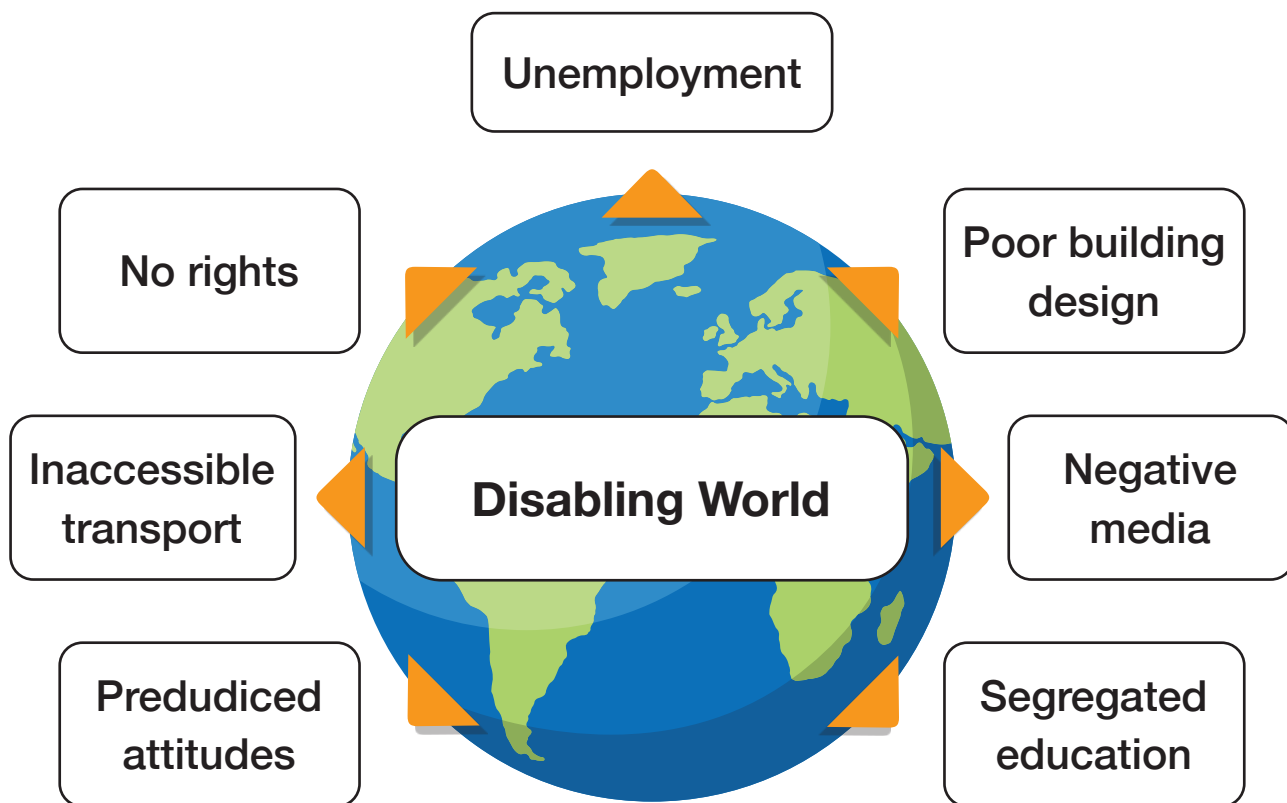 Unemployment
No rights
Poor building
design
Inaccessible
transport
Disabling World
Negative
media
Predudiced
attitudes
Segregated
education